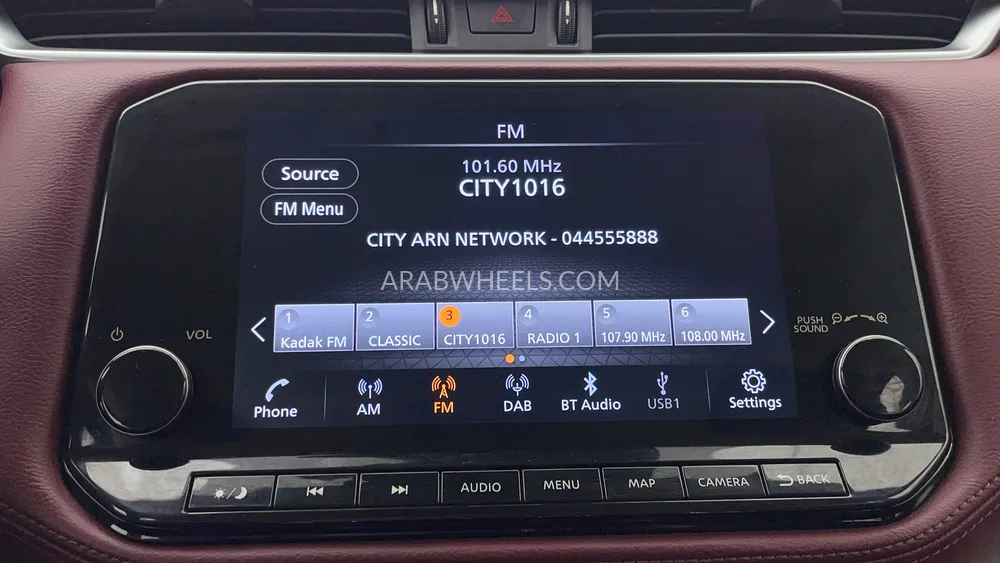 FM
Source
101.60 MHz
CITY1016
FM Menu
CITY ARN NETWORK - 044555888
ARABWHEELS.COM
1 Kadak FM
2 CLASSIC
3 CITY1016
4 RADIO 1
5 107.90 MHz
6 108.00 MHz
VOL
PUSH
SOUND
Phone
AM
FM
DAB
BT Audio
USB1
Settings
AUDIO
MENU
MAP
CAMERA
BACK